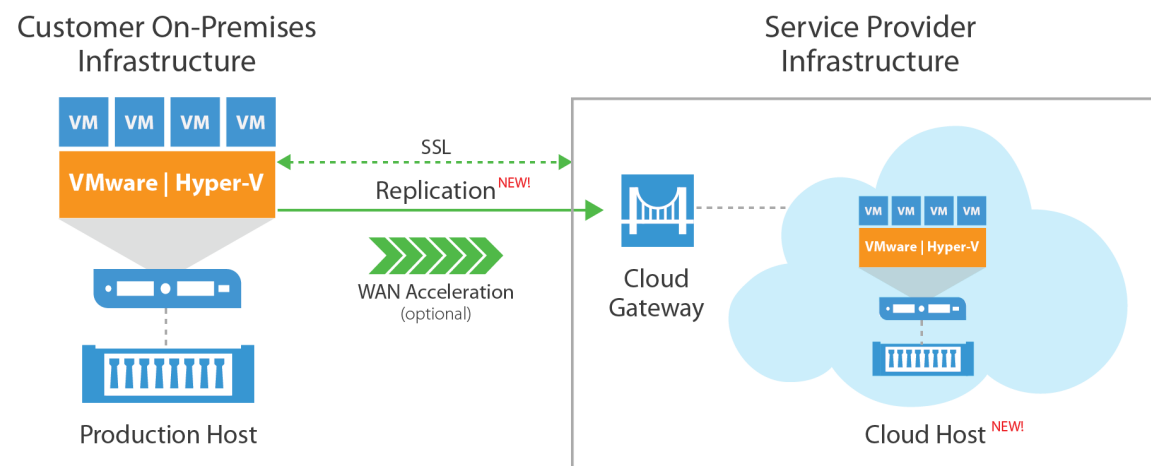 Customer On-Premises
Infrastructure
VM VM VM VM
VMware | Hyper-V
Production Host
SSL
Replication NEW!
WAN Acceleration
(optional)
Service Provider
Infrastructure
Cloud
Gateway
VM VM VM VM
VMware | Hyper-V
Cloud Host NEW!